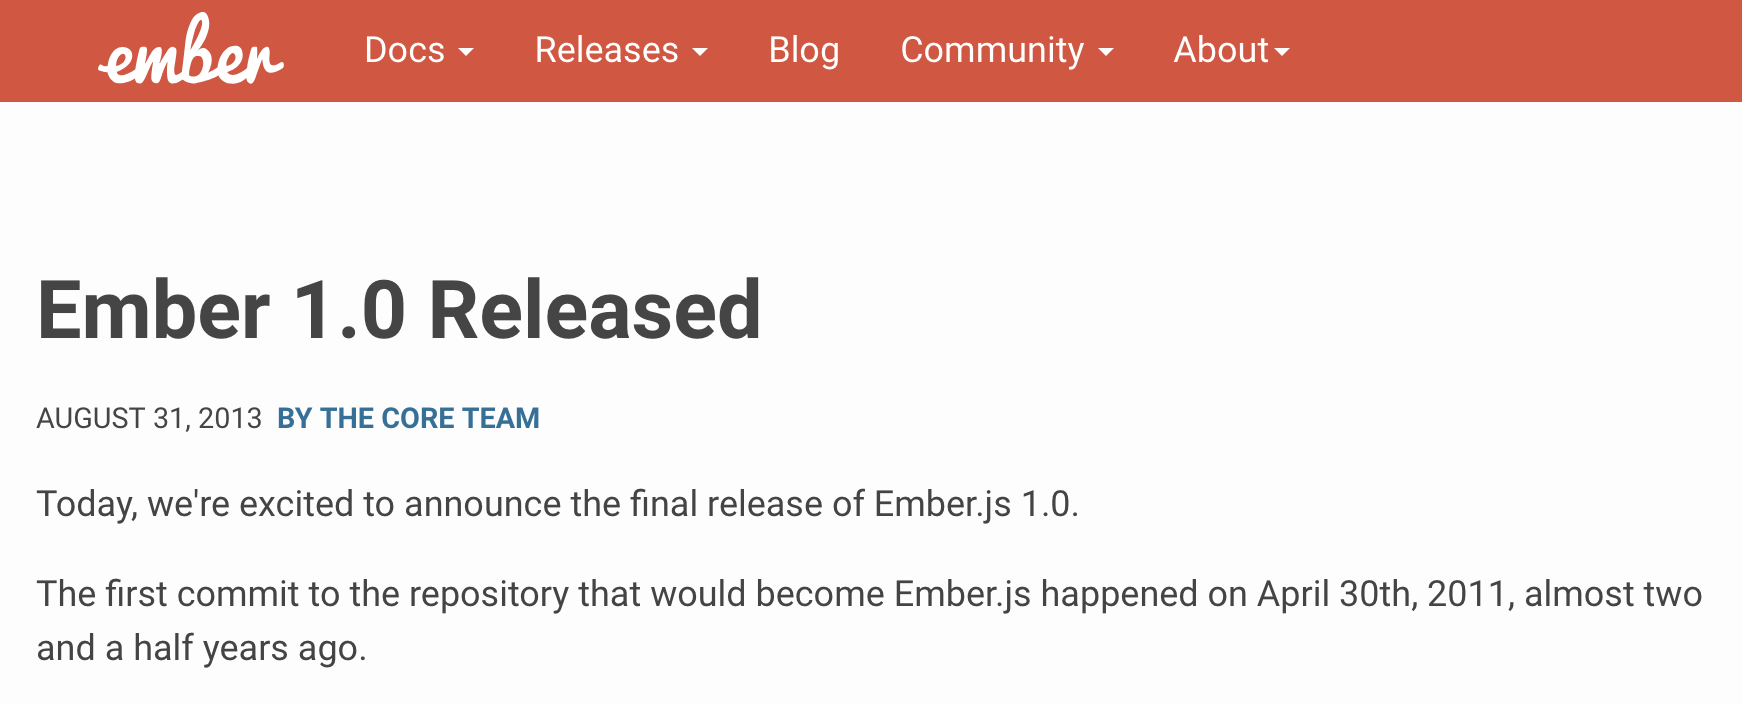 ember Docs Releases Blog Community About
Ember 1.0 Released
AUGUST 31, 2013 BY THE CORE TEAM
Today, we're excited to announce the final release of Ember.js 1.0.
The first commit to the repository that would become Ember.js happened on April 30th, 2011, almost two
and a half years ago.